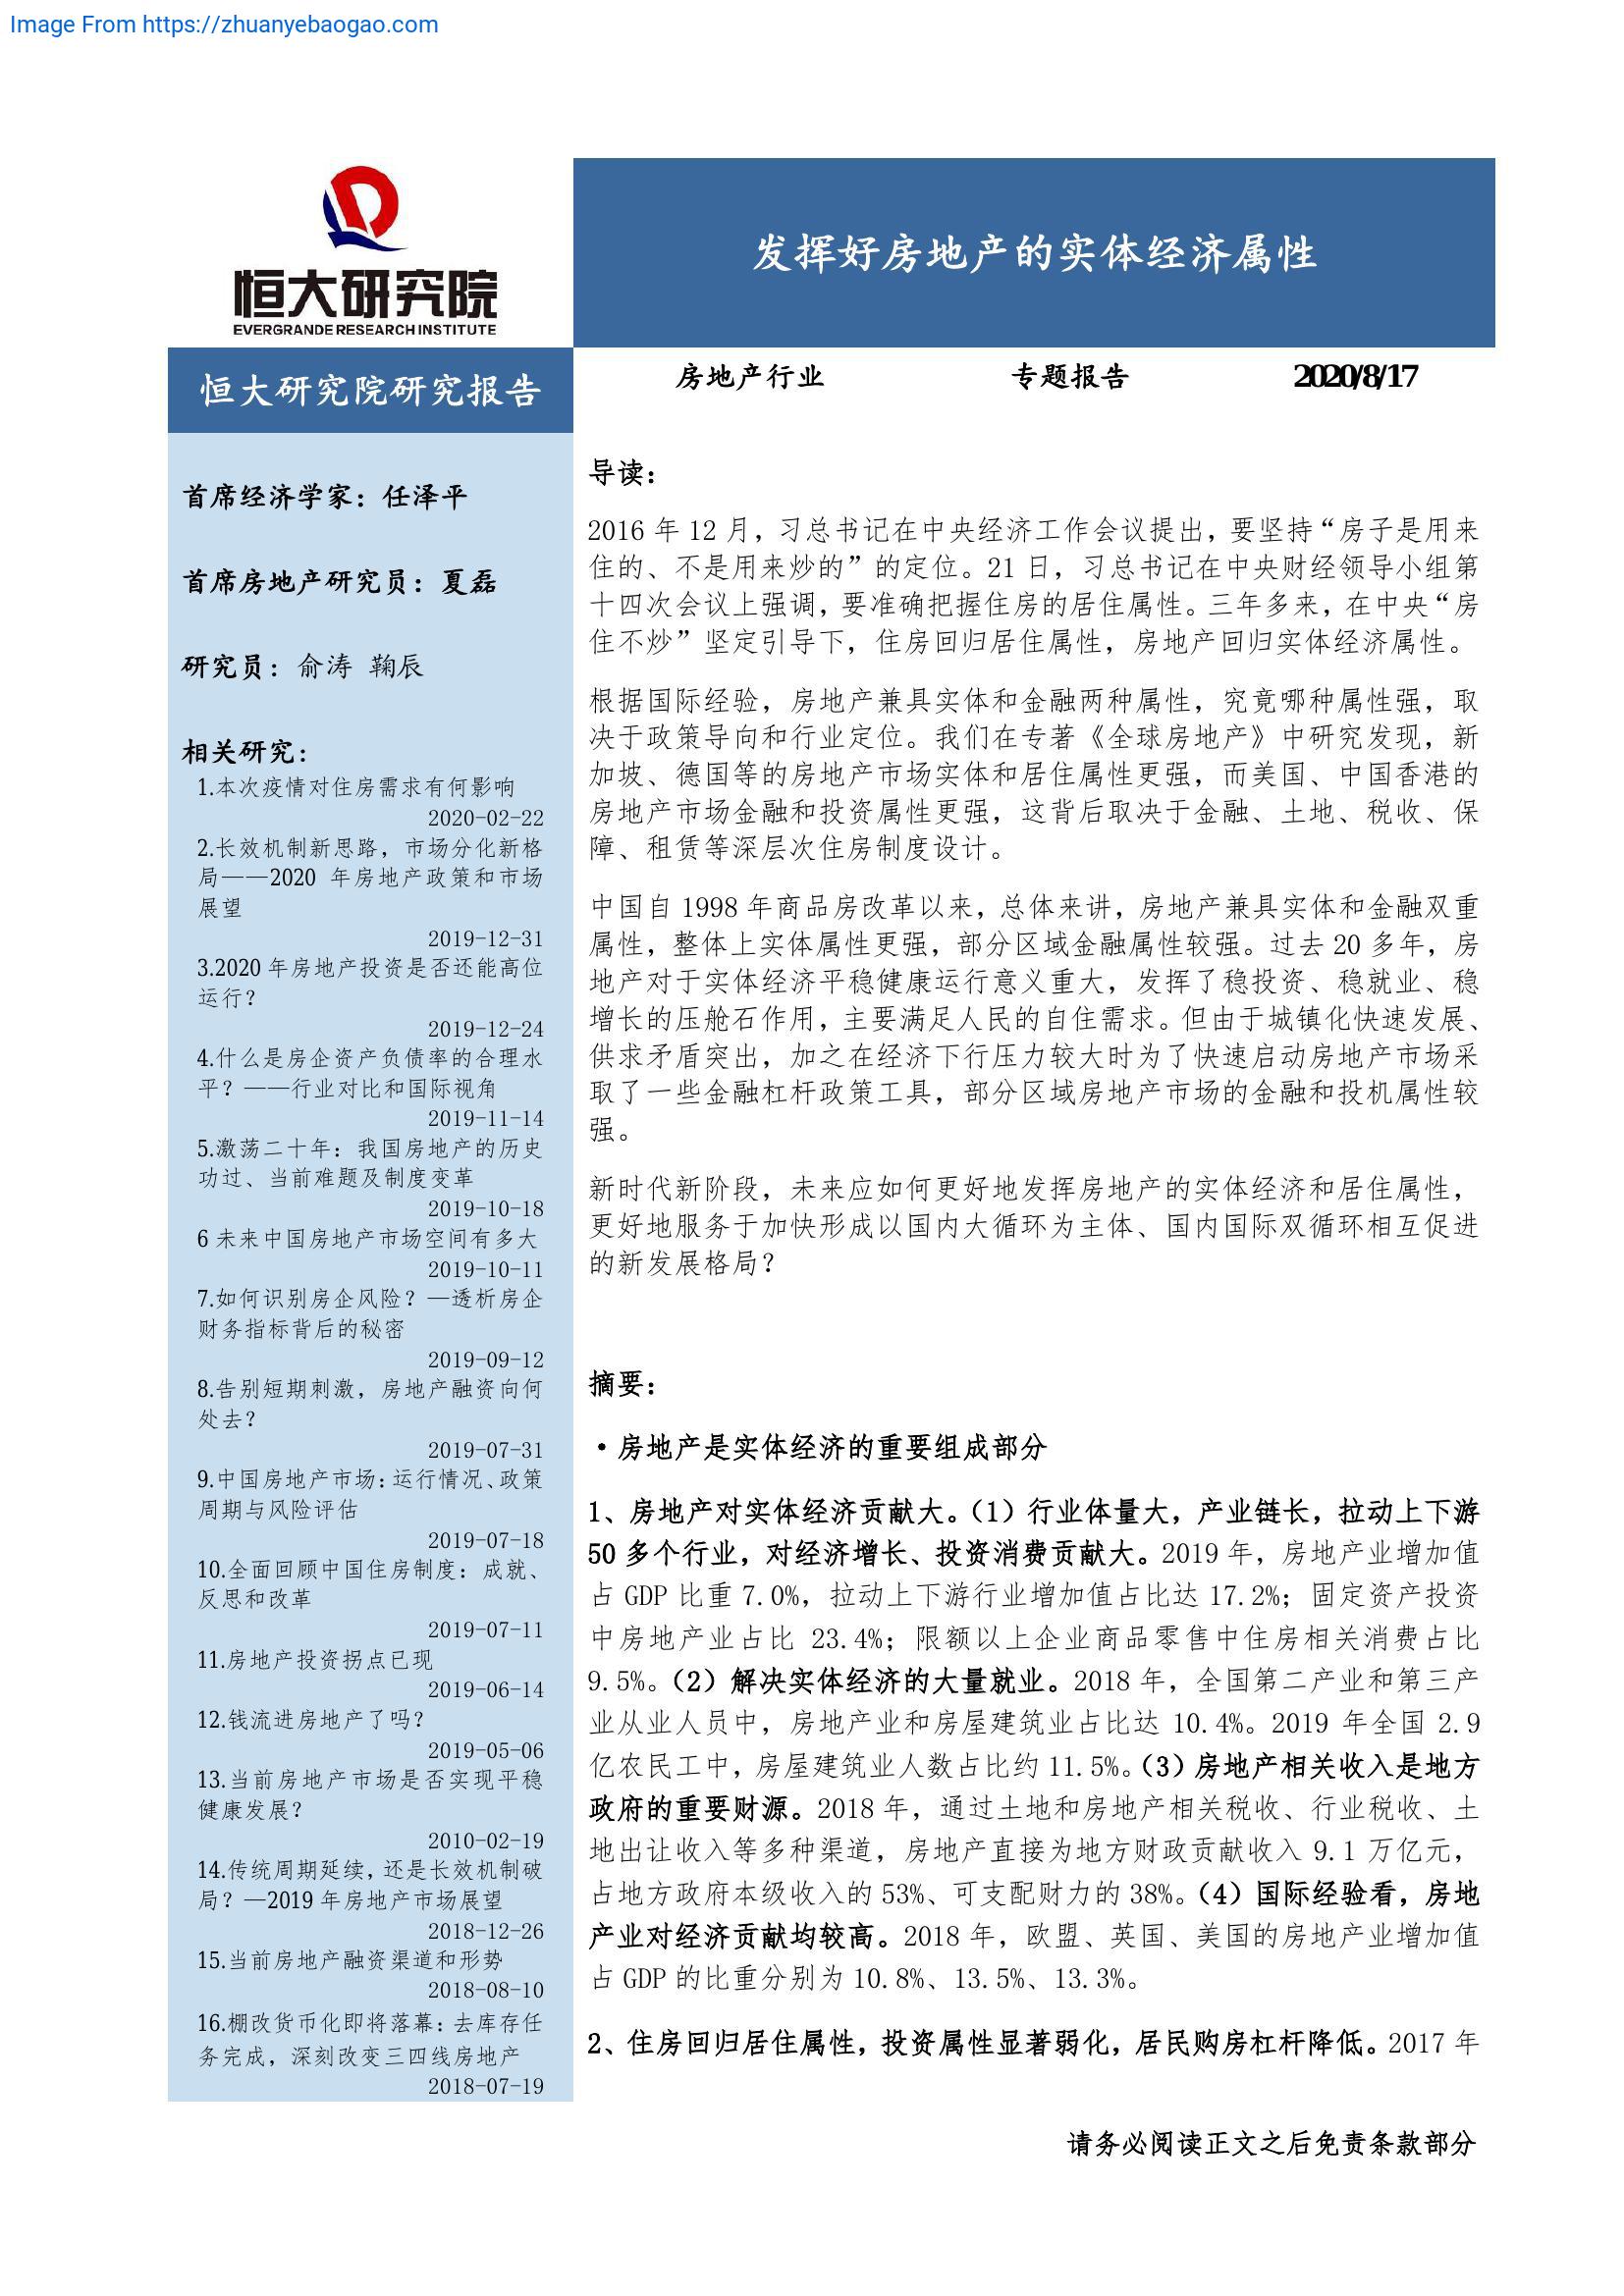 Image From https://zhuanyebaogao.com
恒大研究院
EVERGRANDE RESEARCH INSTITUTE
发挥好房地产的实体经济属性
恒大研究院研究报告
房地产行业 专题报告 2020/8/17
首席经济学家：任泽平
首席房地产研究员：夏磊
研究员：俞涛 鞠辰
相关研究：
1.本次疫情对住房需求有何影响
2020-02-22
2.长效机制新思路，市场分化新格
局——2020 年房地产政策和市场
展望
2019-12-31
3.2020 年房地产投资是否还能高位
运行？
2019-12-24
4.什么是房企资产负债率的合理水
平？——行业对比和国际视角
2019-11-14
5.激荡二十年：我国房地产的历史
功过、当前难题及制度变革
2019-10-18
6 未来中国房地产市场空间有多大
2019-10-11
7.如何识别房企风险？—透析房企
财务指标背后的秘密
2019-09-12
8.告别短期刺激，房地产融资向何
处去？
2019-07-31
9.中国房地产市场：运行情况、政策
周期与风险评估
2019-07-18
10.全面回顾中国住房制度：成就、
反思和改革
2019-07-11
11.房地产投资拐点已现
2019-06-14
12.钱流进房地产了吗？
2019-05-06
13.当前房地产市场是否实现平稳
健康发展？
2010-02-19
14.传统周期延续，还是长效机制破
局？—2019 年房地产市场展望
2018-12-26
15.当前房地产融资渠道和形势
2018-08-10
16.棚改货币化即将落幕：去库存任
务完成，深刻改变三四线房地产
2018-07-19
导读：
2016 年 12 月，习总书记在中央经济工作会议提出，要坚持“房子是用来
住的、不是用来炒的”的定位。21 日，习总书记在中央财经领导小组第
十四次会议上强调，要准确把握住房的居住属性。三年多来，在中央“房
住不炒”坚定引导下，住房回归居住属性，房地产回归实体经济属性。
根据国际经验，房地产兼具实体和金融两种属性，究竟哪种属性强，取
决于政策导向和行业定位。我们在专著《全球房地产》中研究发现，新
加坡、德国等的房地产市场实体和居住属性更强，而美国、中国香港的
房地产市场金融和投资属性更强，这背后取决于金融、土地、税收、保
障、租赁等深层次住房制度设计。
中国自 1998 年商品房改革以来，总体来讲，房地产兼具实体和金融双重
属性，整体上实体属性更强，部分区域金融属性较强。过去 20 多年，房
地产对于实体经济平稳健康运行意义重大，发挥了稳投资、稳就业、稳
增长的压舱石作用，主要满足人民的自住需求。但由于城镇化快速发展、
供求矛盾突出，加之在经济下行压力较大时为了快速启动房地产市场采
取了一些金融杠杆政策工具，部分区域房地产市场的金融和投机属性较
强。
新时代新阶段，未来应如何更好地发挥房地产的实体经济和居住属性，
更好地服务于加快形成以国内大循环为主体、国内国际双循环相互促进
的新发展格局？
摘要：
·房地产是实体经济的重要组成部分
1、房地产对实体经济贡献大。（1）行业体量大，产业链长，拉动上下游
50 多个行业，对经济增长、投资消费贡献大。2019 年，房地产业增加值
占 GDP 比重 7.0%，拉动上下游行业增加值占比达 17.2%；固定资产投资
中房地产业占比 23.4%；限额以上企业商品零售中住房相关消费占比
9.5%。（2）解决实体经济的大量就业。2018 年，全国第二产业和第三产
业从业人员中，房地产业和房屋建筑业占比达 10.4%。2019 年全国 2.9
亿农民工中，房屋建筑业人数占比约 11.5%。（3）房地产相关收入是地方
政府的重要财源。2018 年，通过土地和房地产相关税收、行业税收、土
地出让收入等多种渠道，房地产直接为地方财政贡献收入 9.1 万亿元，
占地方政府本级收入的 53%、可支配财力的 38%。（4）国际经验看，房地
产业对经济贡献均较高。2018 年，欧盟、英国、美国的房地产业增加值
占 GDP 的比重分别为 10.8%、13.5%、13.3%。
2、住房回归居住属性，投资属性显著弱化，居民购房杠杆降低。2017 年
请务必阅读正文之后免责条款部分